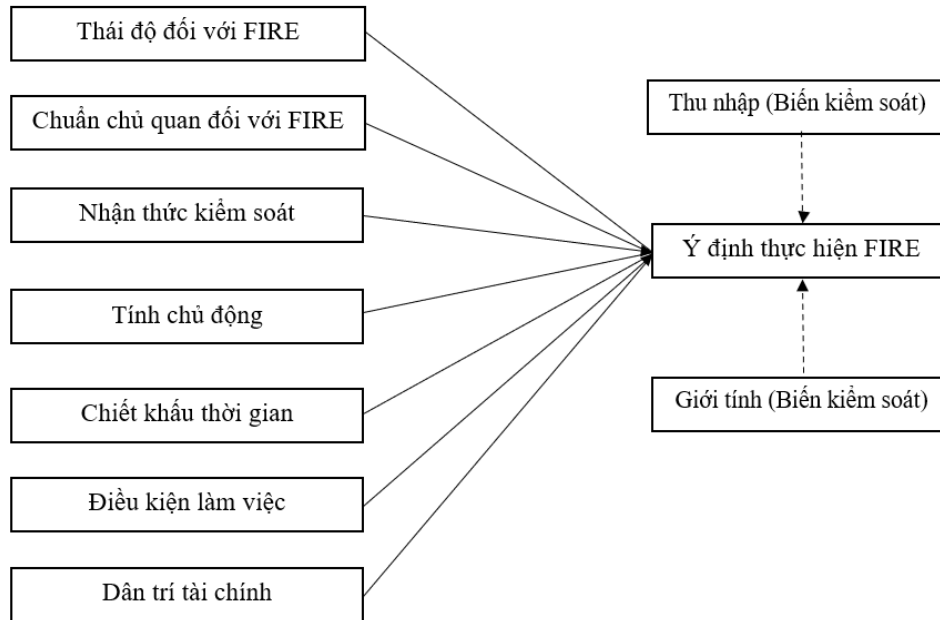 Thái độ đối với FIRE
Chuẩn chủ quan đối với FIRE
Nhận thức kiểm soát
Tính chủ động
Chiết khấu thời gian
Điều kiện làm việc
Dân trí tài chính
Thu nhập (Biến kiểm soát)
Ý định thực hiện FIRE
Giới tính (Biến kiểm soát)